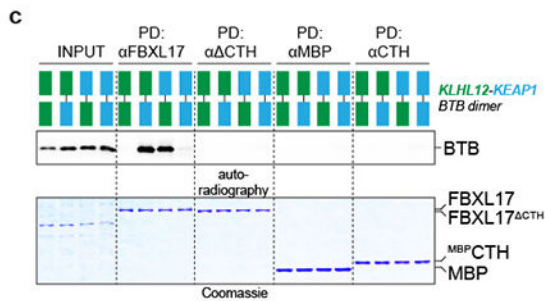 c
PD: PD: PD: PD:
INPUT αFBXL17 αΔCTH αMBP αCTH
KLHL12-KEAP1
BTB dimer
BTB
auto-
radiography
FBXL17
FBXL17ΔCTH
MBPCTH
MBP
Coomassie